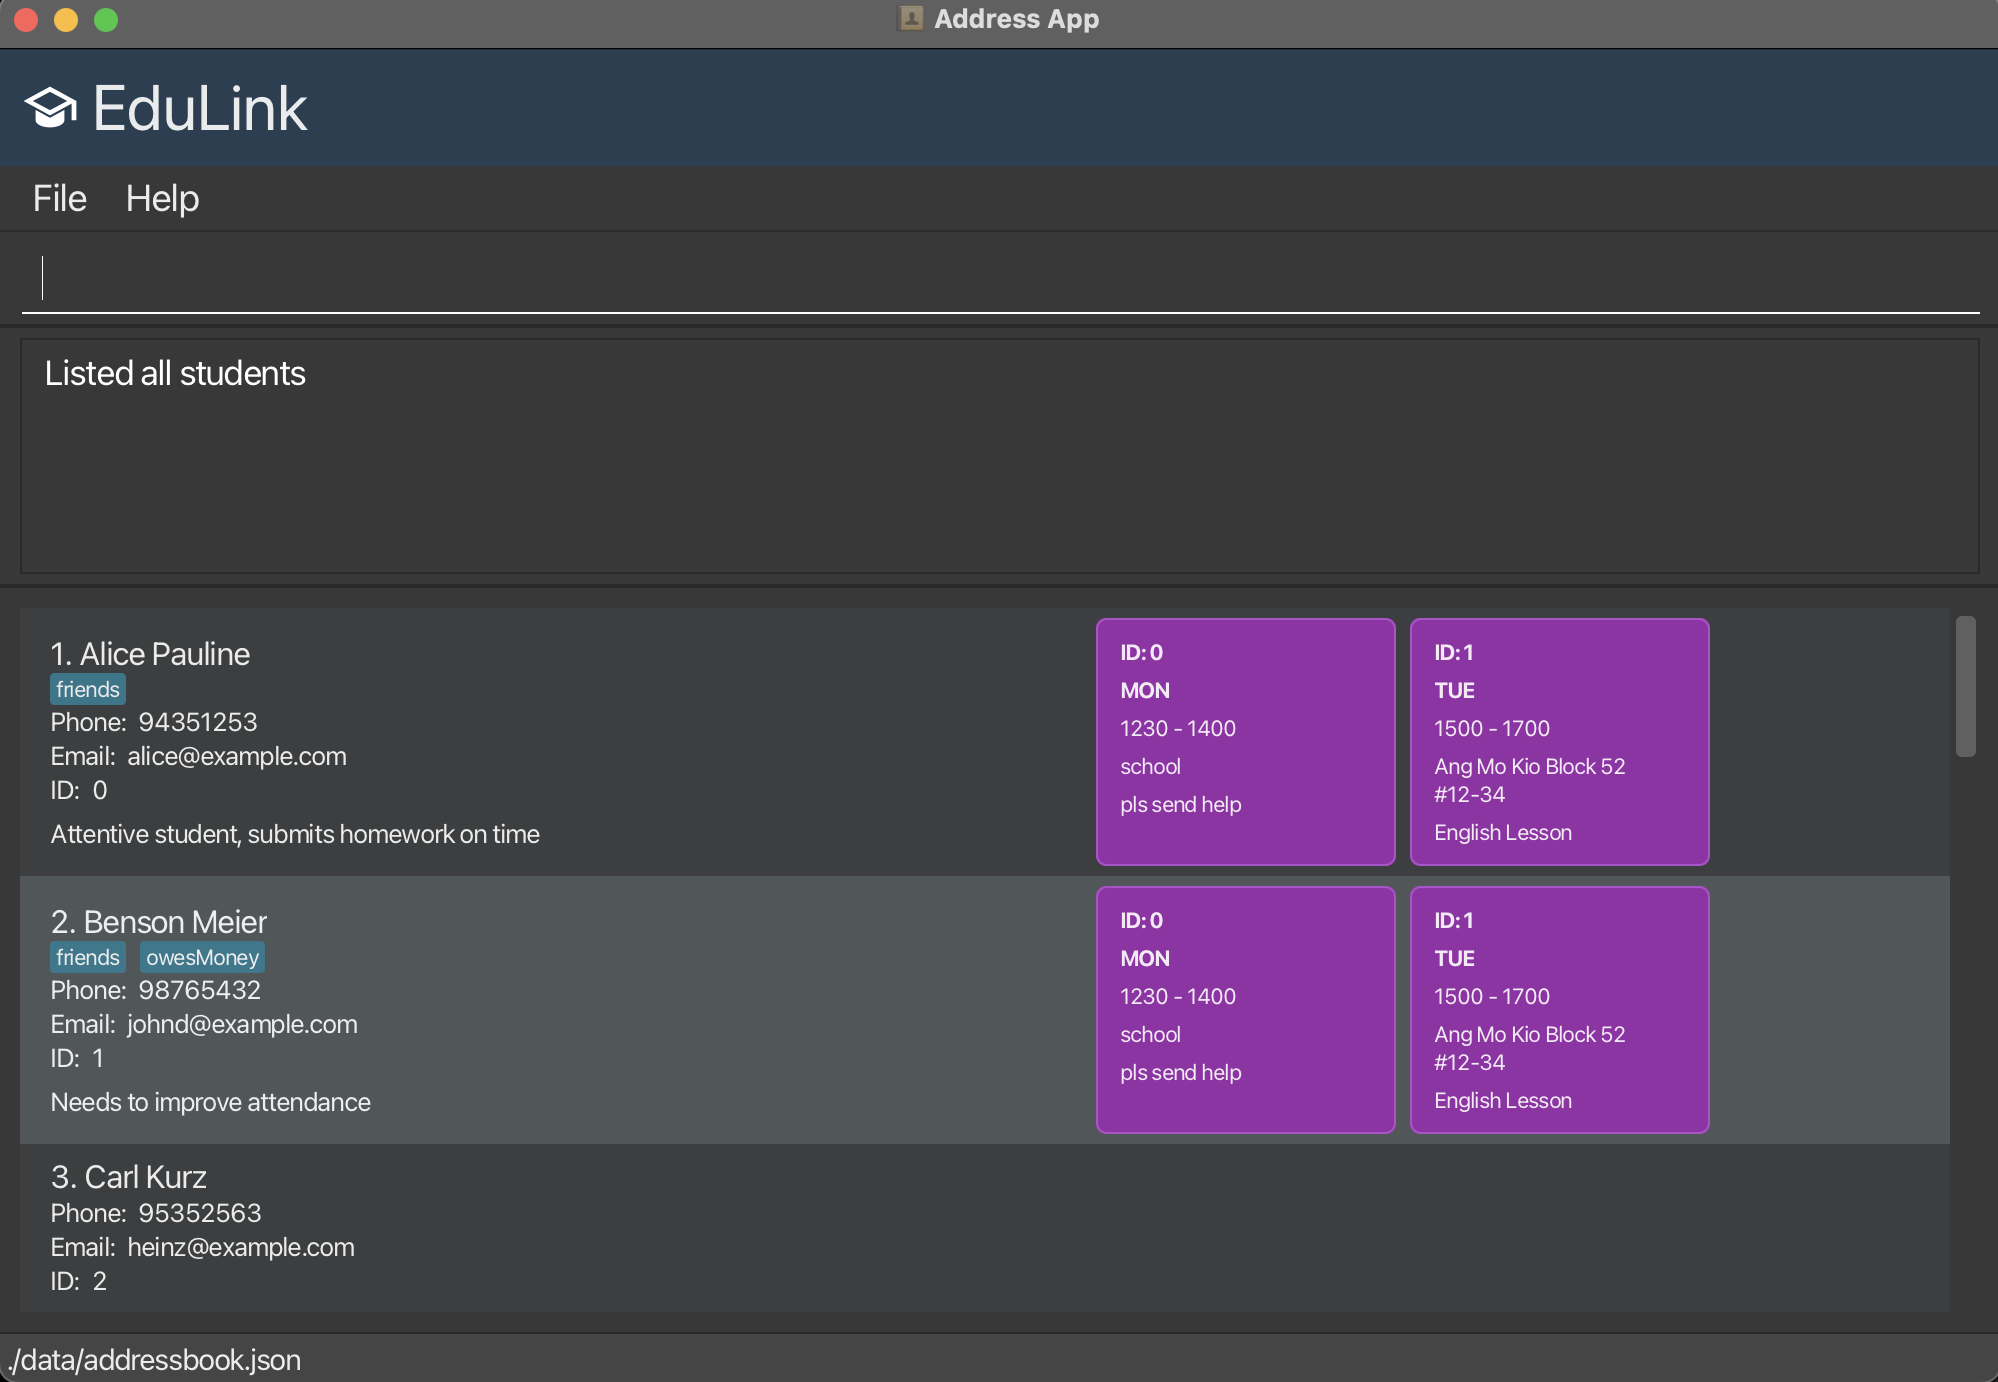 Address App
EduLink
File Help
Listed all students
1. Alice Pauline
friends
Phone: 94351253
Email: alice@example.com
ID: 0
Attentive student, submits homework on time
ID: 0
MON
1230 - 1400
school
pls send help
ID: 1
TUE
1500 - 1700
Ang Mo Kio Block 52
#12-34
English Lesson
2. Benson Meier
friends owesMoney
Phone: 98765432
Email: johnd@example.com
ID: 1
Needs to improve attendance
ID: 0
MON
1230 - 1400
school
pls send help
ID: 1
TUE
1500 - 1700
Ang Mo Kio Block 52
#12-34
English Lesson
3. Carl Kurz
Phone: 95352563
Email: heinz@example.com
ID: 2
./data/addressbook.json